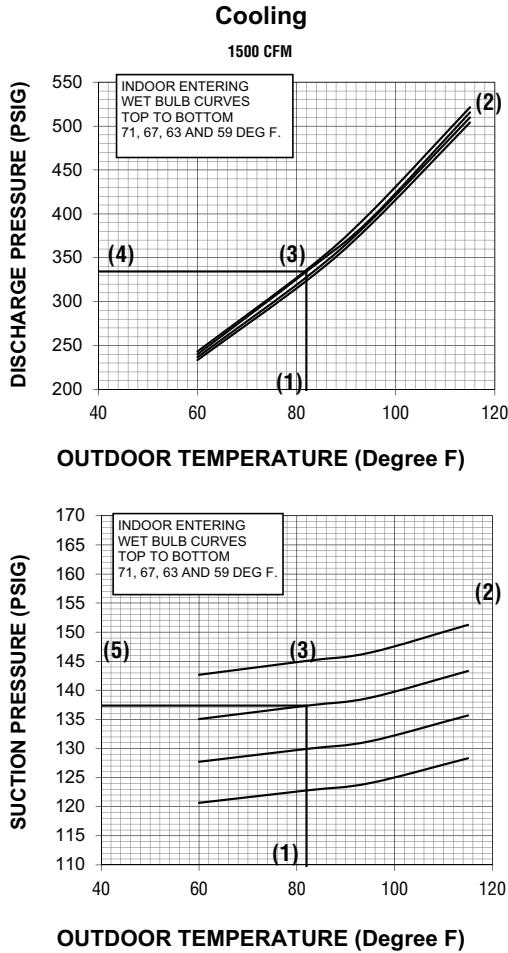 Cooling
1500 CFM
DISCHARGE PRESSURE (PSIG)
550
500
450
400
350
300
250
200
INDOOR ENTERING
WET BULB CURVES
TOP TO BOTTOM
71, 67, 63 AND 59 DEG F.
(2)
(4)
(3)
(1)
40
60
80
100
120
OUTDOOR TEMPERATURE (Degree F)
SUCTION PRESSURE (PSIG)
170
165
160
155
150
145
140
135
130
125
120
115
110
INDOOR ENTERING
WET BULB CURVES
TOP TO BOTTOM
71, 67, 63 AND 59 DEG F.
(2)
(5)
(3)
(1)
40
60
80
100
120
OUTDOOR TEMPERATURE (Degree F)